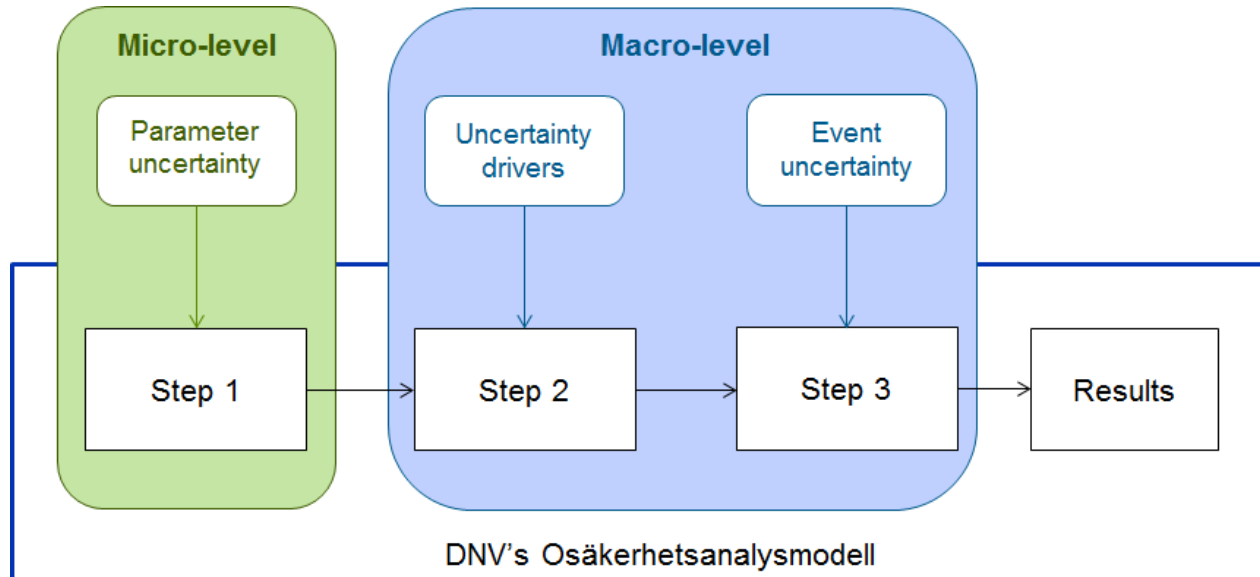 Micro-level
Macro-level
Parameter
uncertainty
Uncertainty
drivers
Event
uncertainty
Step 1
Step 2
Step 3
Results
DNV's Osäkerhetsanalysmodell